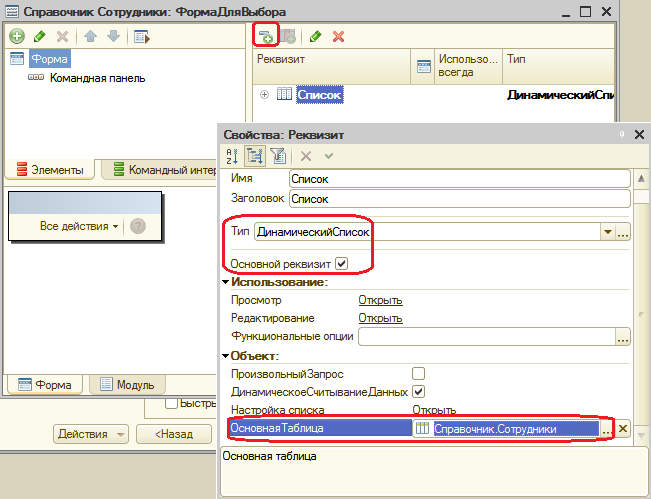 Справочник Сотрудники: ФормаДляВыбора
Форма
Командная панель
Элементы
Командный интер
Реквизит
Использо...
всегда
Тип
Список
ДинамическийСпи
Все действия
Форма
Модуль
Быстры
Действия
<Назад
Свойства: Реквизит
Имя
Список
Заголовок
Список
Тип
ДинамическийСписок
Основной реквизит
Использование:
Просмотр
Открыть
Редактирование
Открыть
Функциональные опции
Объект:
ПроизвольныйЗапрос
ДинамическоеСчитываниеДанных
Настройка списка
Открыть
ОсновнаяТаблица
Справочник.Сотрудники
Основная таблица